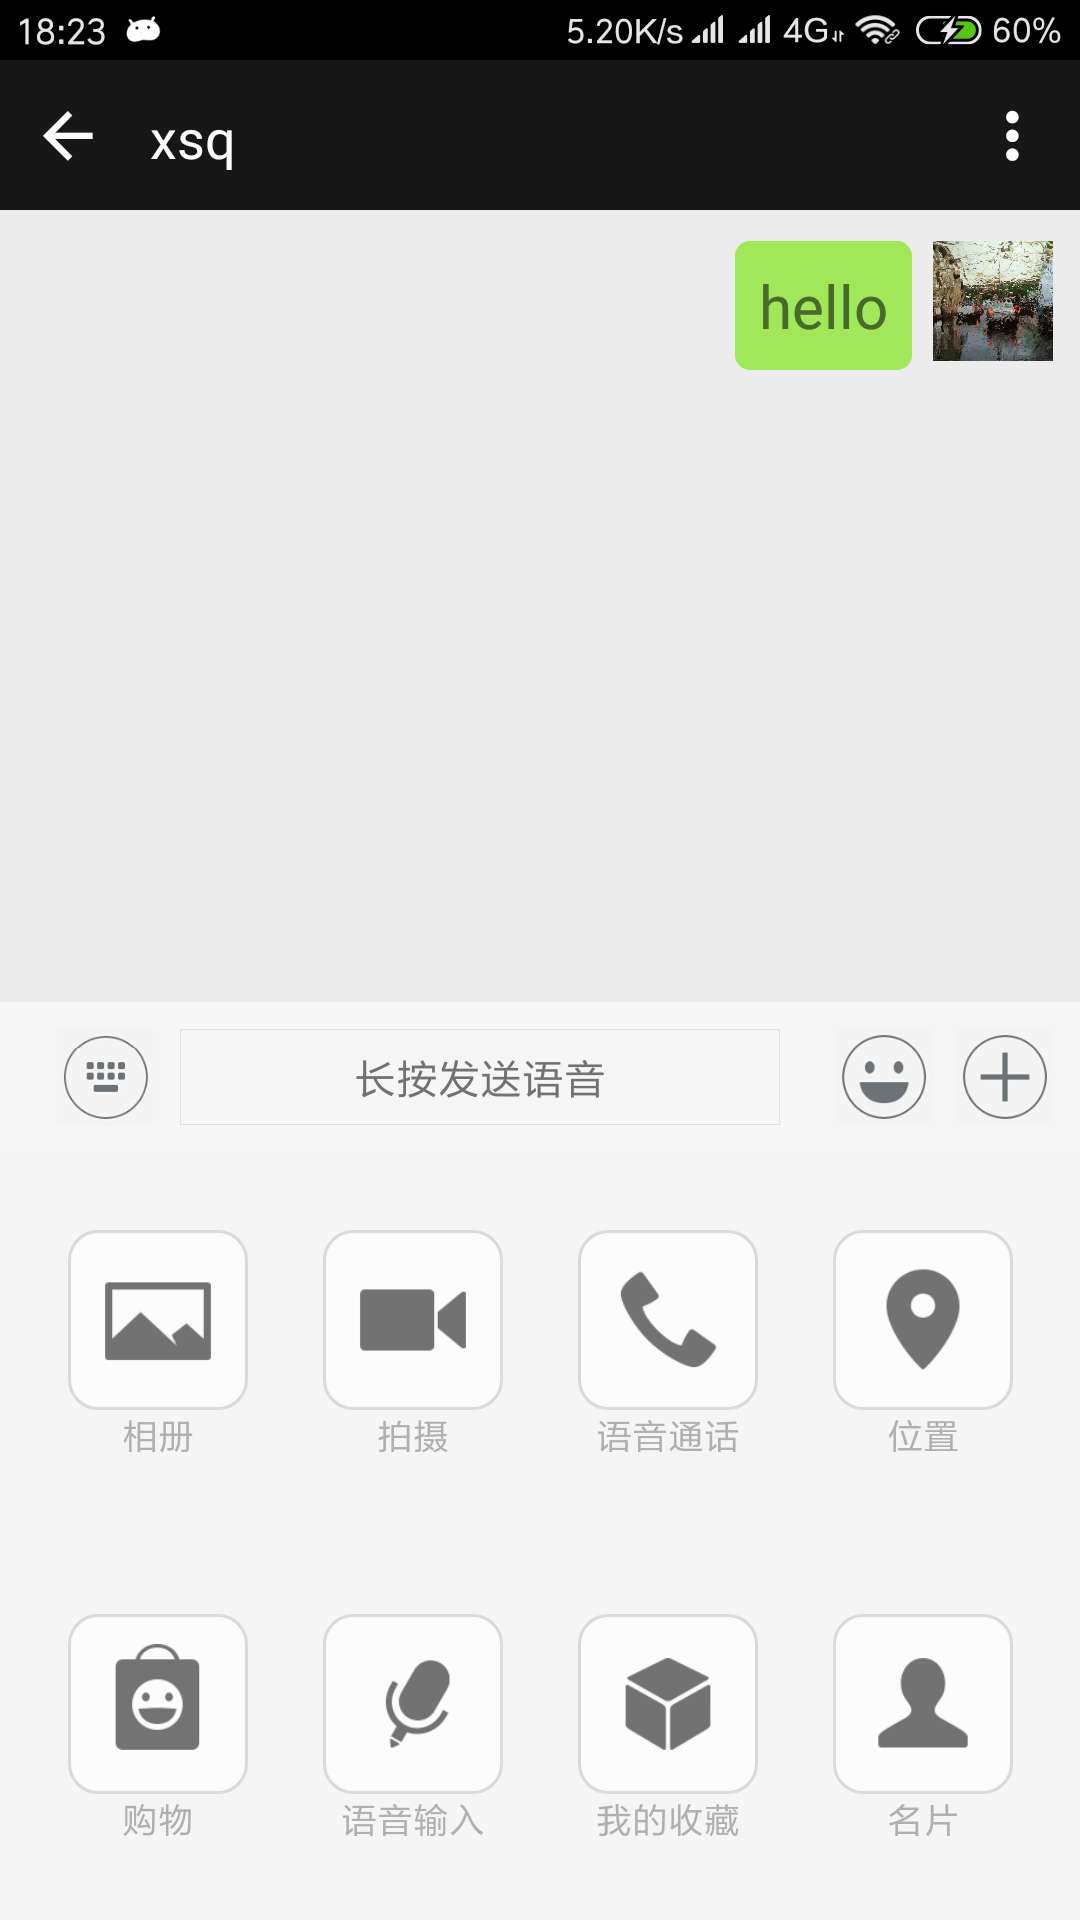 18:23 5.20K/s 4G 60%
xsq
hello
长按发送语音
相册 拍摄 语音通话 位置
购物 语音输入 我的收藏 名片